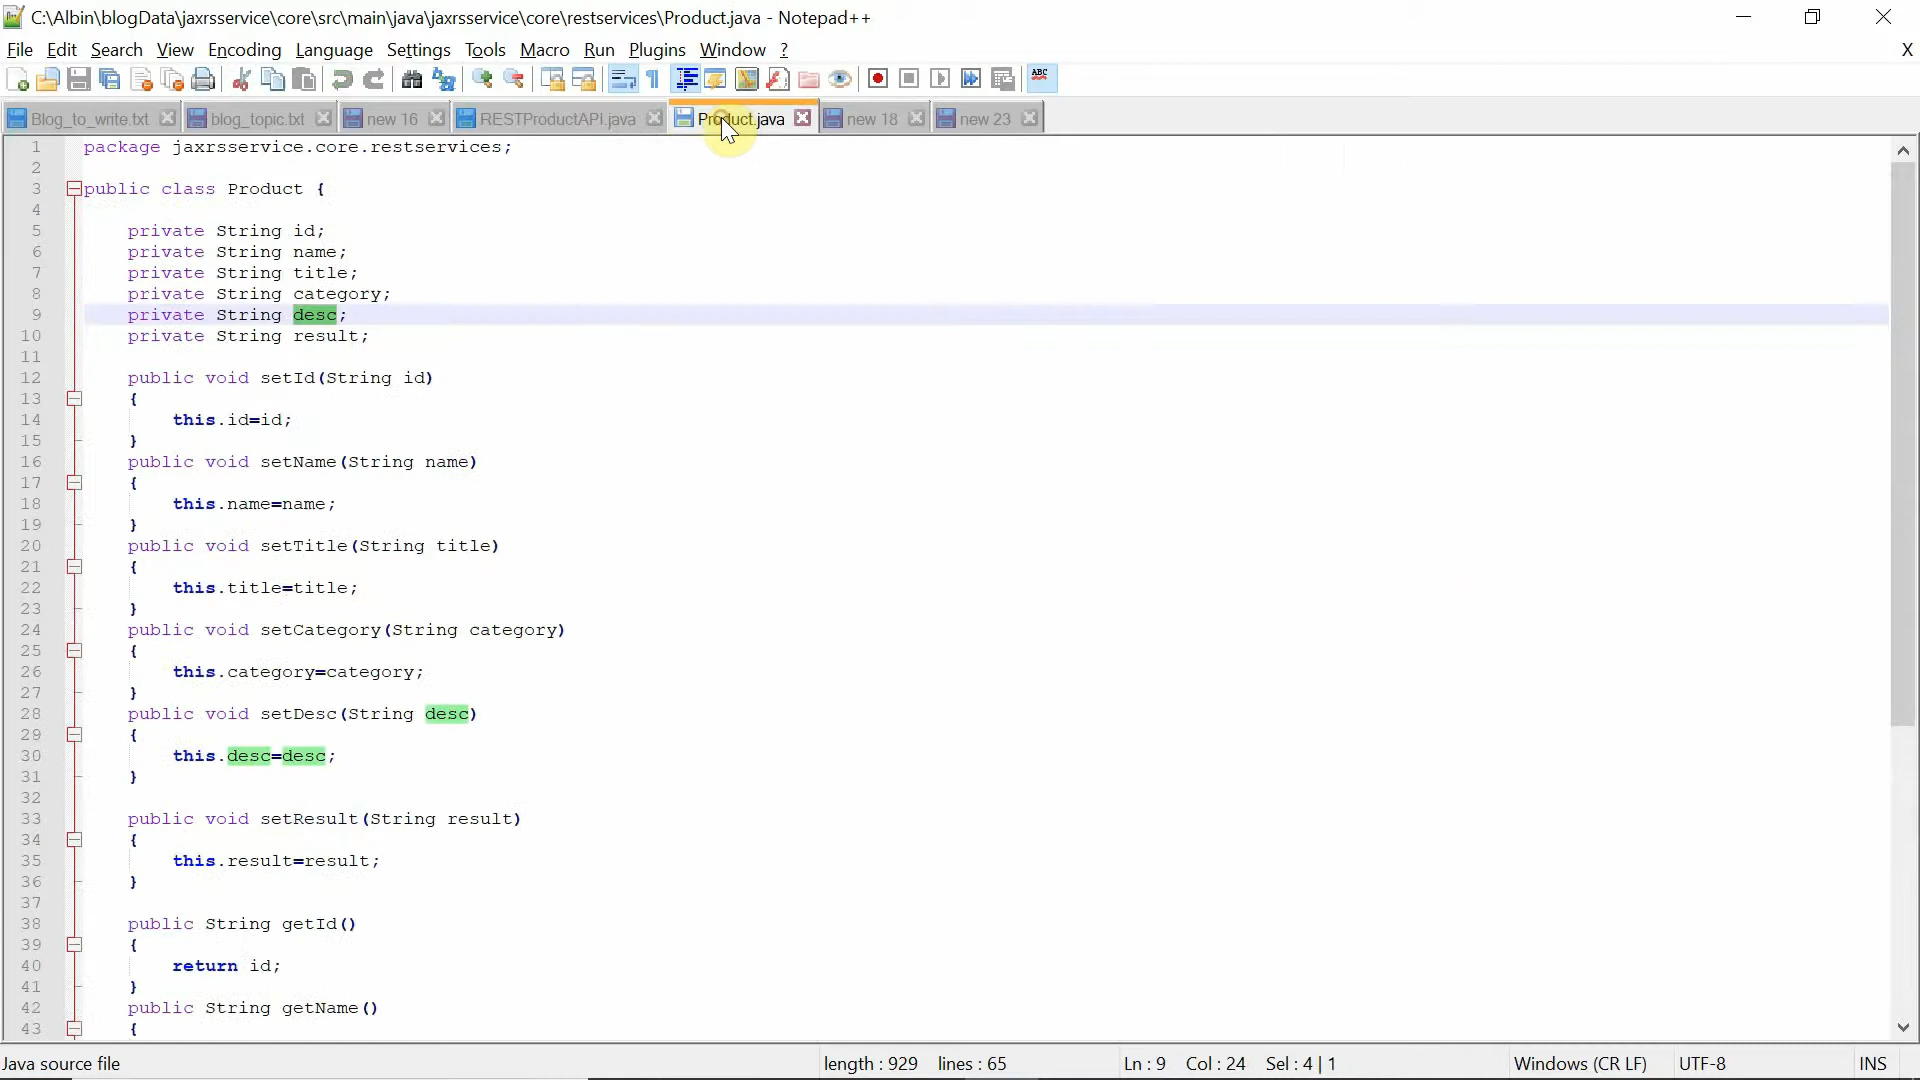 C:\Albin\blogData\jaxrsservice\core\src\main\java\jaxrsservice\core\restservices\Product.java - Notepad++
File Edit Search View Encoding Language Settings Tools Macro Run Plugins Window ? X
ABC
Blog_to_write.txt blog_topic.txt new 16 RESTProductAPI.java Product.java new 18 new 23
1 package jaxrsservice.core.restservices;
2
3 public class Product {
4
5 private String id;
6 private String name;
7 private String title;
8 private String category;
9 private String desc;
10 private String result;
11
12 public void setId(String id)
13 {
14 this.id=id;
15 }
16 public void setName(String name)
17 {
18 this.name=name;
19 }
20 public void setTitle(String title)
21 {
22 this.title=title;
23 }
24 public void setCategory(String category)
25 {
26 this.category=category;
27 }
28 public void setDesc(String desc)
29 {
30 this.desc=desc;
31 }
32
33 public void setResult(String result)
34 {
35 this.result=result;
36 }
37
38 public String getId()
39 {
40 return id;
41 }
42 public String getName()
43 {
Java source file length : 929 lines : 65 Ln : 9 Col : 24 Sel : 4 | 1 Windows (CR LF) UTF-8 INS